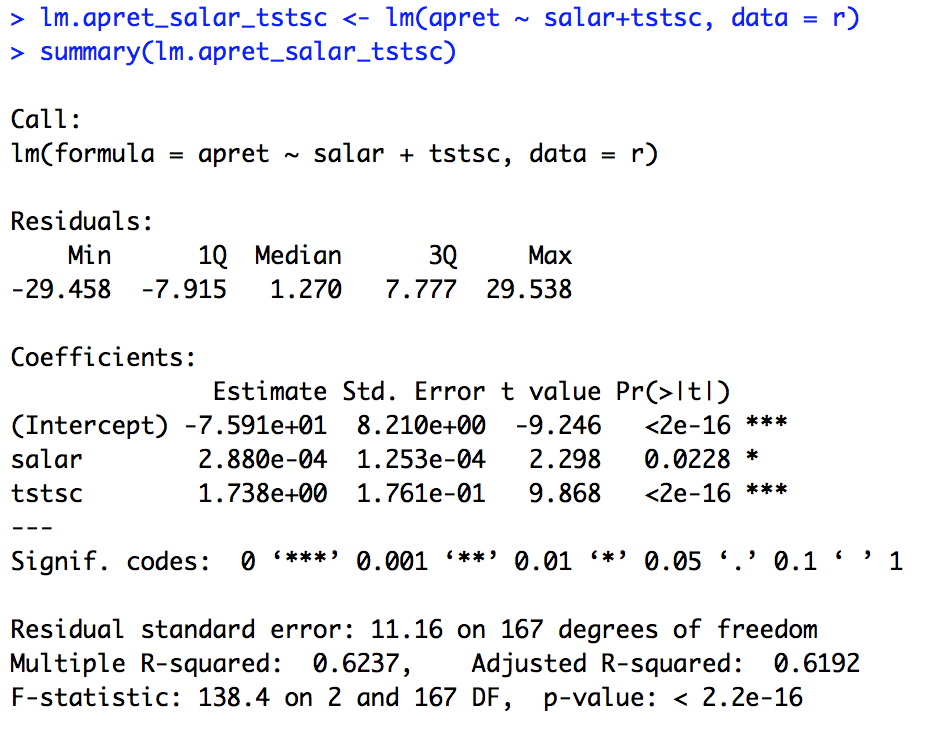 > lm.apret_salar_tstsc <- lm(apret ~ salar+tstsc, data = r)
> summary(lm.apret_salar_tstsc)
Call:
lm(formula = apret ~ salar + tstsc, data = r)
Residuals:
    Min      1Q  Median      3Q     Max
-29.458  -7.915   1.270   7.777  29.538
Coefficients:
              Estimate Std. Error t value Pr(>|t|)
(Intercept) -7.591e+01  8.210e+00  -9.246   <2e-16 ***
salar        2.880e-04  1.253e-04   2.298   0.0228 *
tstsc        1.738e+00  1.761e-01   9.868   <2e-16 ***
---
Signif. codes:  0 ‘***’ 0.001 ‘**’ 0.01 ‘*’ 0.05 ‘.’ 0.1 ‘ ’ 1
Residual standard error: 11.16 on 167 degrees of freedom
Multiple R-squared:  0.6237,    Adjusted R-squared:  0.6192
F-statistic: 138.4 on 2 and 167 DF,  p-value: < 2.2e-16